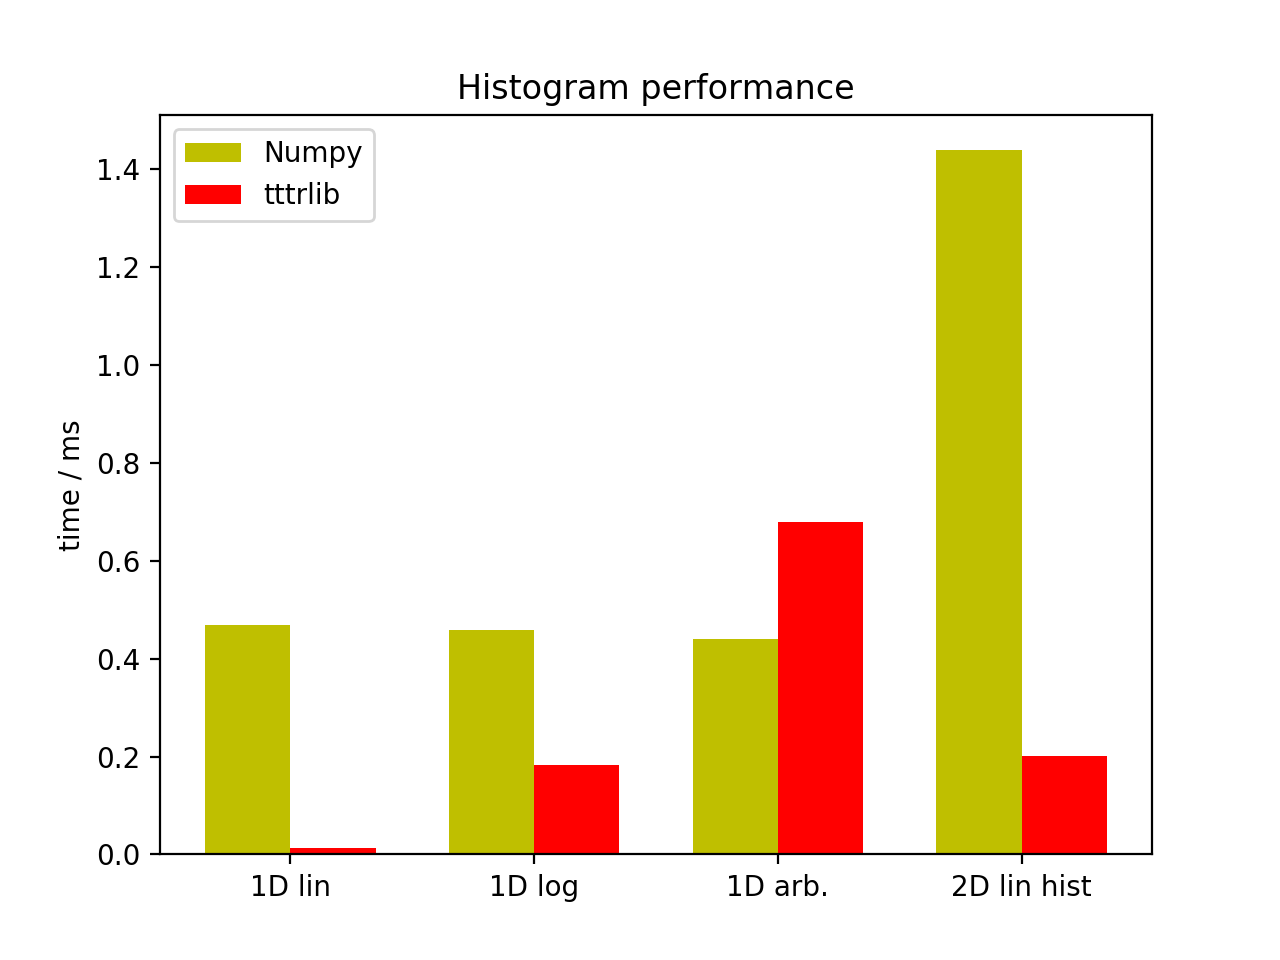 Histogram performance
Numpy
tttrlib
time / ms
1.4
1.2
1.0
0.8
0.6
0.4
0.2
0.0
1D lin
1D log
1D arb.
2D lin hist